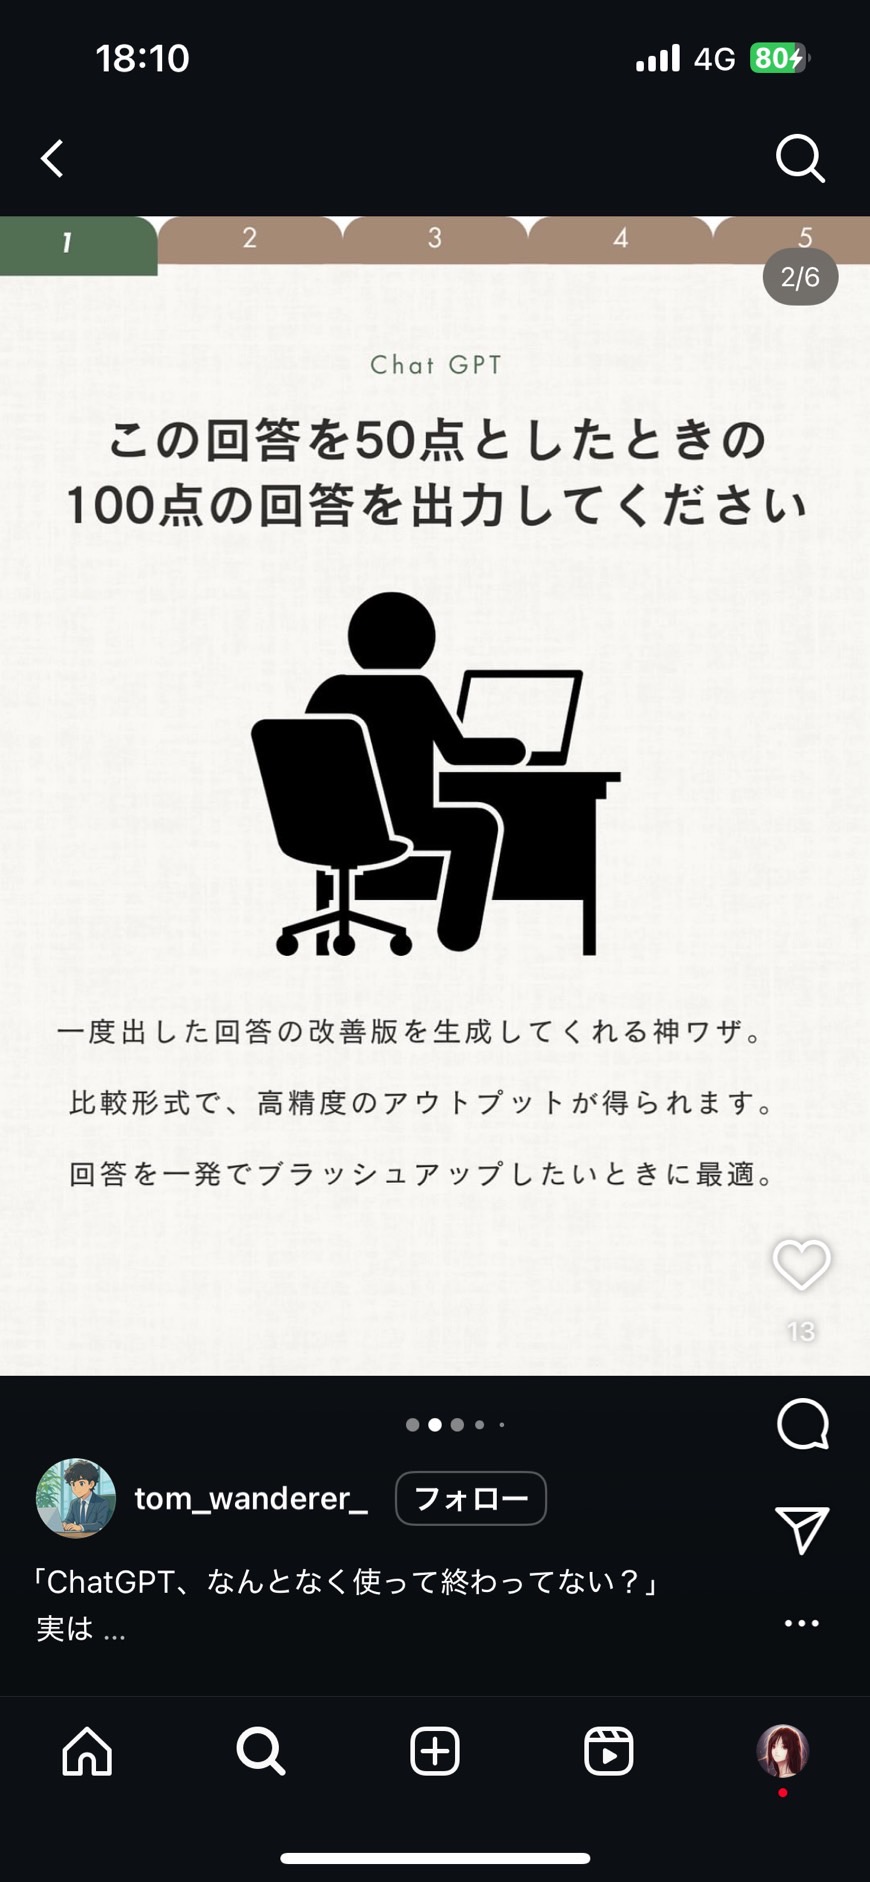 18:10
4G 80
1 2 3 4 5
2/6
Chat GPT
この回答を50点としたときの
100点の回答を出力してください
一度出した回答の改善版を生成してくれる神ワザ。
比較形式で、高精度のアウトプットが得られます。
回答を一発でブラッシュアップしたいときに最適。
13
tom_wanderer_ フォロー
「ChatGPT、なんとなく使って終わってない？」
実は ...